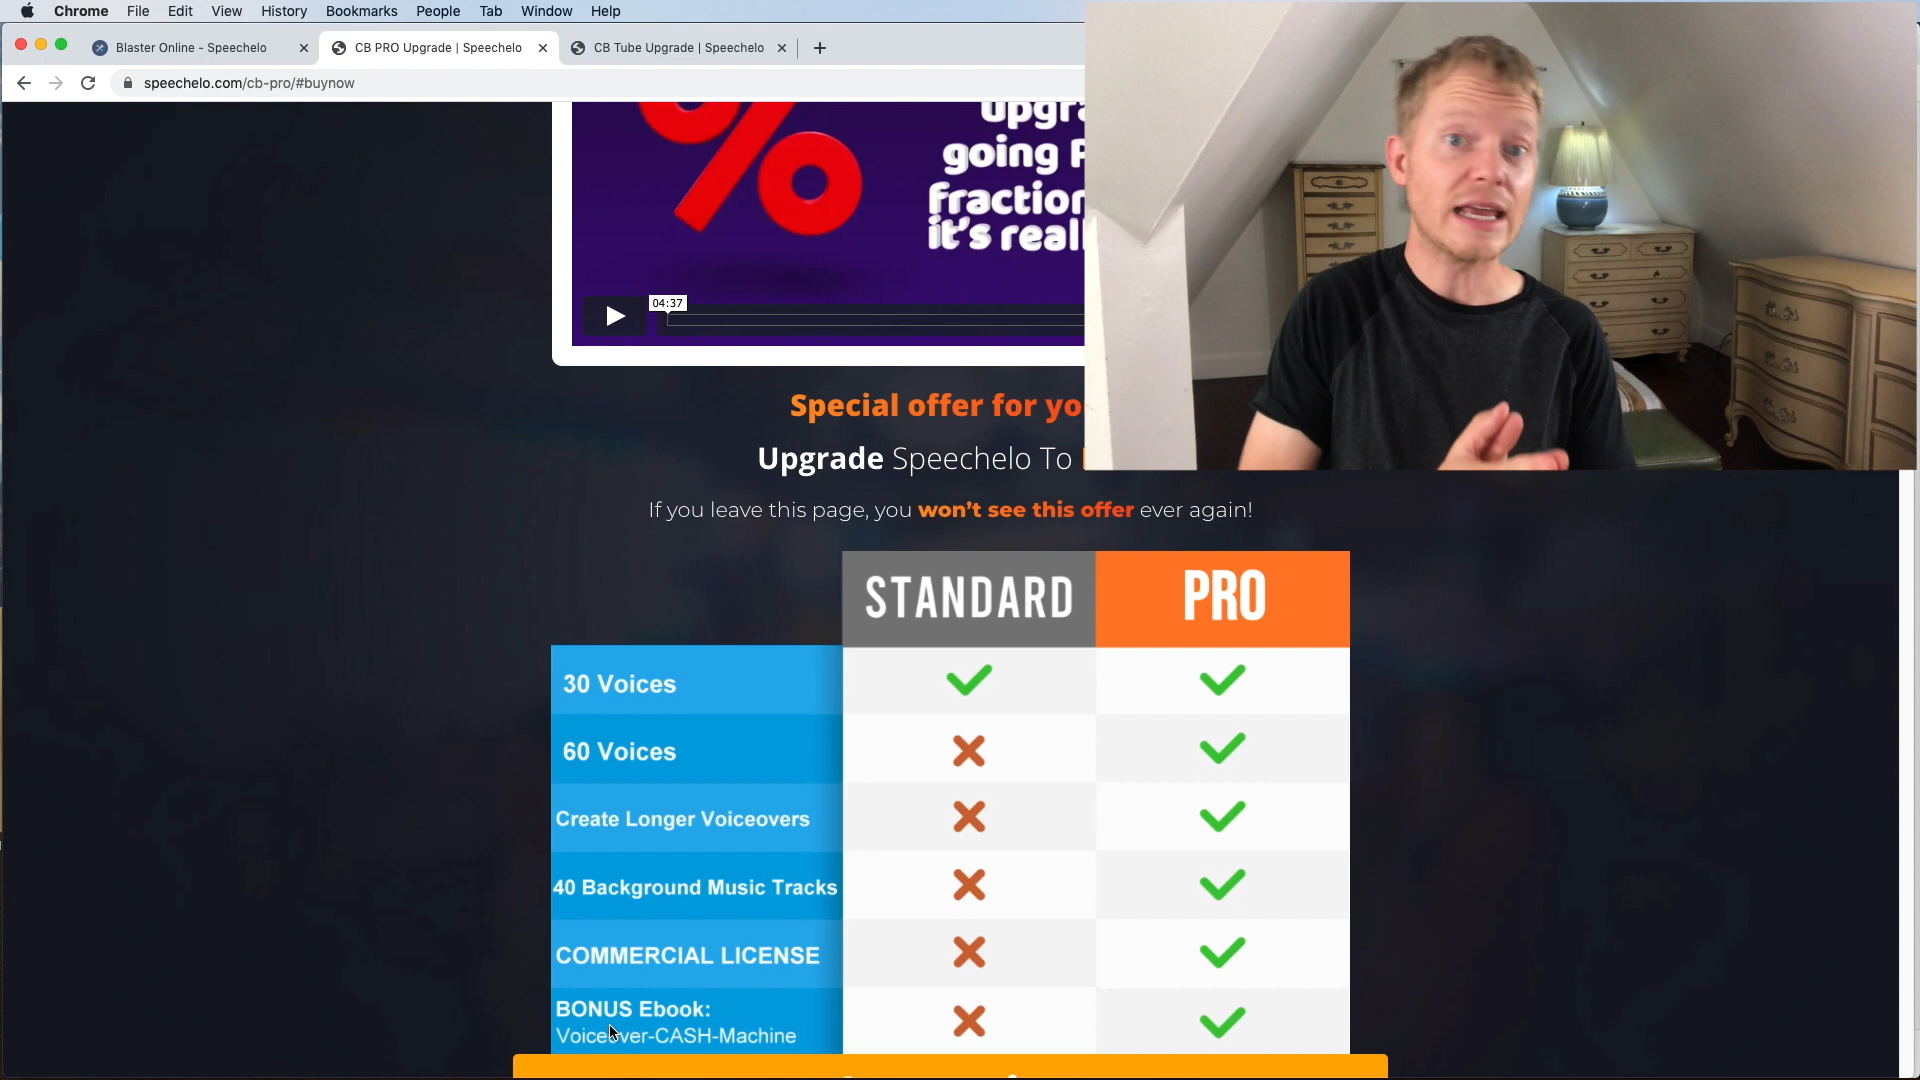 Chrome File Edit View History Bookmarks People Tab Window Help
Blaster Online - Speechelo
CB PRO Upgrade | Speechelo
CB Tube Upgrade | Speechelo
speechelo.com/cb-pro/#buynow
upgra
going P
fraction
it's reall
04:37
Special offer for yo
Upgrade Speechelo To
If you leave this page, you won't see this offer ever again!
STANDARD PRO
30 Voices
60 Voices
Create Longer Voiceovers
40 Background Music Tracks
COMMERCIAL LICENSE
BONUS Ebook:
Voiceover-CASH-Machine